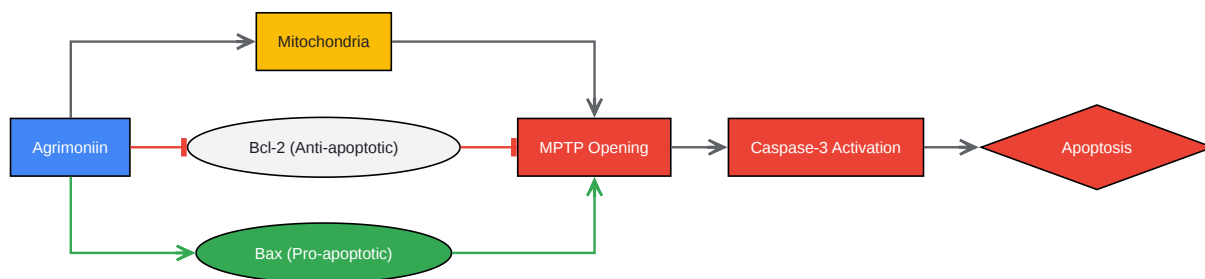 Mitochondria
Agrimoniin
Bcl-2 (Anti-apoptotic)
MPTP Opening
Caspase-3 Activation
Apoptosis
Bax (Pro-apoptotic)